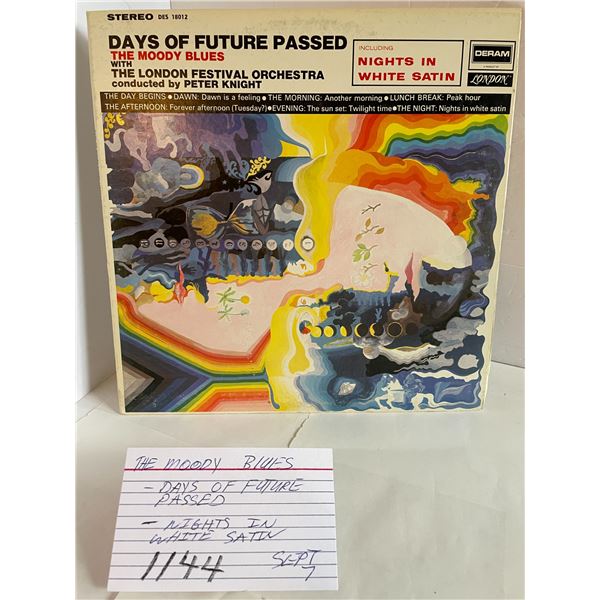 STEREO DES 18012
DAYS OF FUTURE PASSED
THE MOODY BLUES
WITH
THE LONDON FESTIVAL ORCHESTRA
conducted by PETER KNIGHT
INCLUDING
NIGHTS IN
WHITE SATIN
DERAM
LONDON
THE DAY BEGINS ● DAWN: Dawn is a feeling ● THE MORNING: Another morning ● LUNCH BREAK: Peak hour
THE AFTERNOON: Forever afternoon (Tuesday?) ● EVENING: The sun set: Twilight time ● THE NIGHT: Nights in white satin
THE MOODY BLUES
- DAYS OF FUTURE
PASSED
- NIGHTS IN
WHITE SATIN
1144 SEPT
7